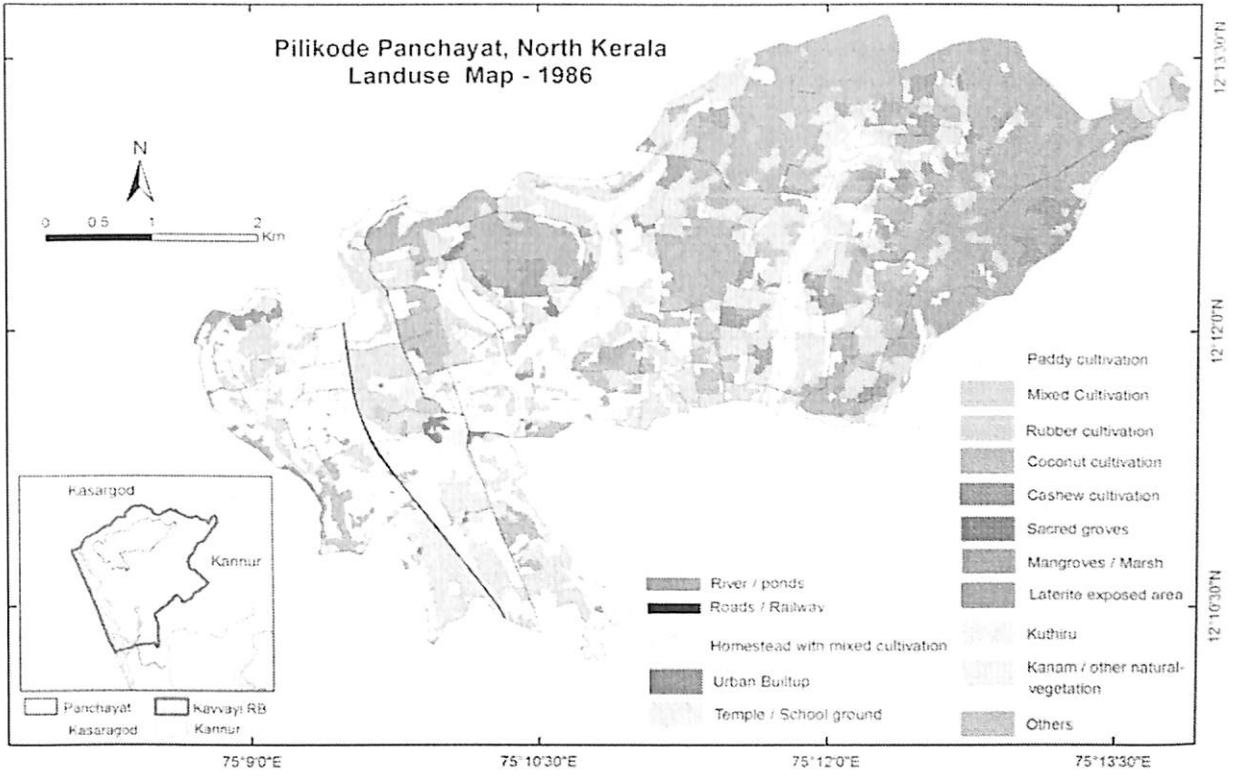 Pilikode Panchayat, North Kerala
Landuse Map - 1986
N
0 0.5 1 2
Km
12°13'30"N
12°12'0"N
12°10'30"N
Paddy cultivation
Mixed Cultivation
Rubber cultivation
Coconut cultivation
Cashew cultivation
Sacred groves
Mangroves / Marsh
Laterite exposed area
Kuthiru
Kanam / other natural-
vegetation
Others
River / ponds
Roads / Railway
Homestead with mixed cultivation
Urban Builtup
Temple / School ground
Kasargod
Kannur
Panchayat Kavvayi RB
Kasaragod Kannur
75°9'0"E 75°10'30"E 75°12'0"E 75°13'30"E